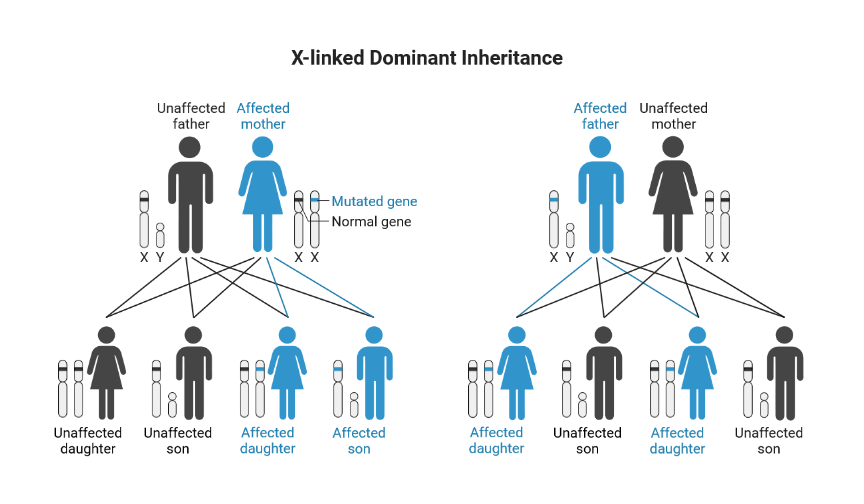 X-linked Dominant Inheritance
Unaffected Affected
father mother
Affected Unaffected
father mother
Mutated gene
Normal gene
X Y
X X
X Y
X X
Unaffected
daughter
Unaffected
son
Affected
daughter
Affected
son
Affected
daughter
Unaffected
son
Affected
daughter
Unaffected
son